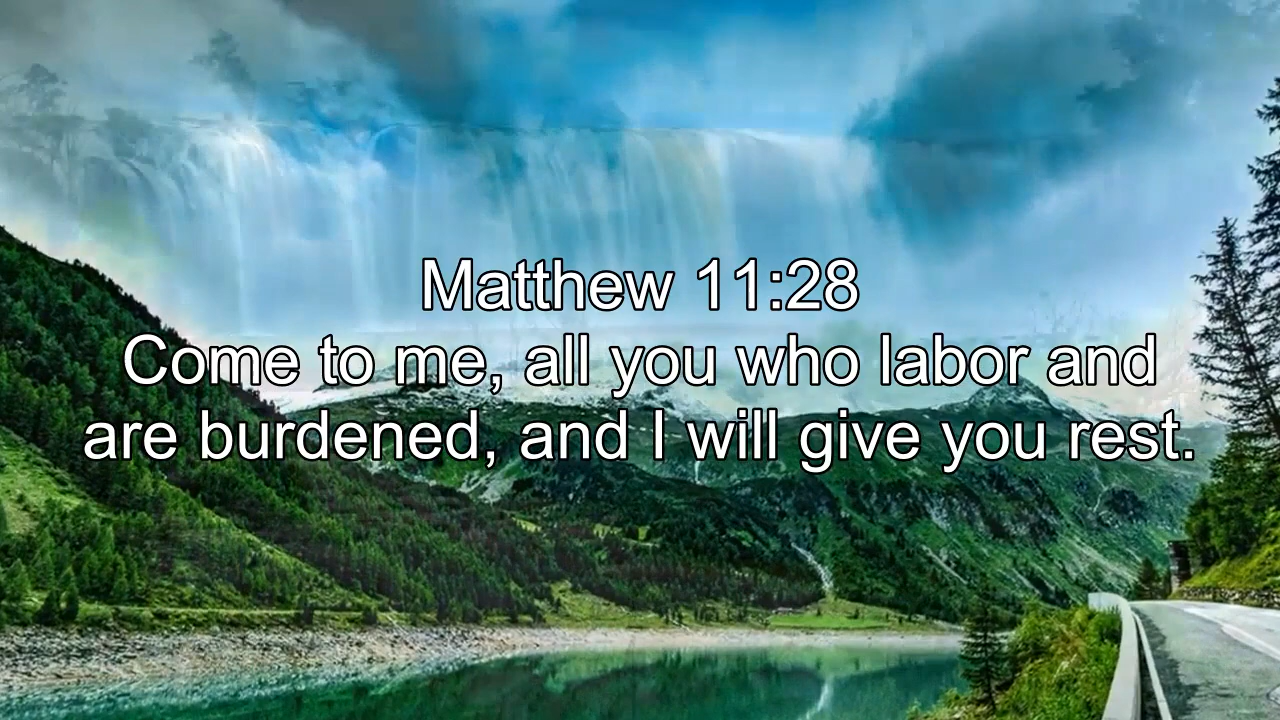 Matthew 11:28
Come to me, all you who labor and
are burdened, and I will give you rest.